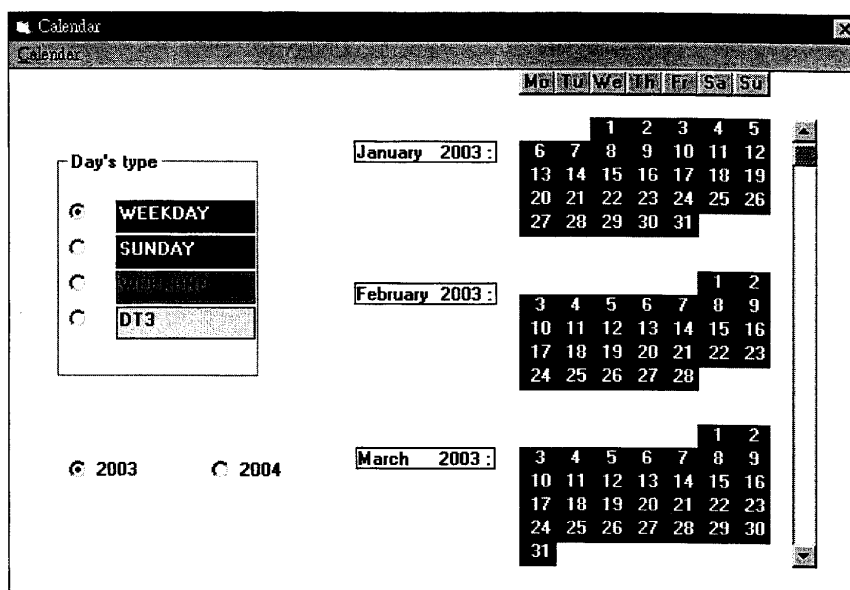 Calendar
Calendar
Mo Tu We Th Fr Sa Su
Day's type
WEEKDAY
SUNDAY
DT3
2003 2004
January 2003 :
1 2 3 4 5
6 7 8 9 10 11 12
13 14 15 16 17 18 19
20 21 22 23 24 25 26
27 28 29 30 31
February 2003 :
1 2
3 4 5 6 7 8 9
10 11 12 13 14 15 16
17 18 19 20 21 22 23
24 25 26 27 28
March 2003 :
1 2
3 4 5 6 7 8 9
10 11 12 13 14 15 16
17 18 19 20 21 22 23
24 25 26 27 28 29 30
31